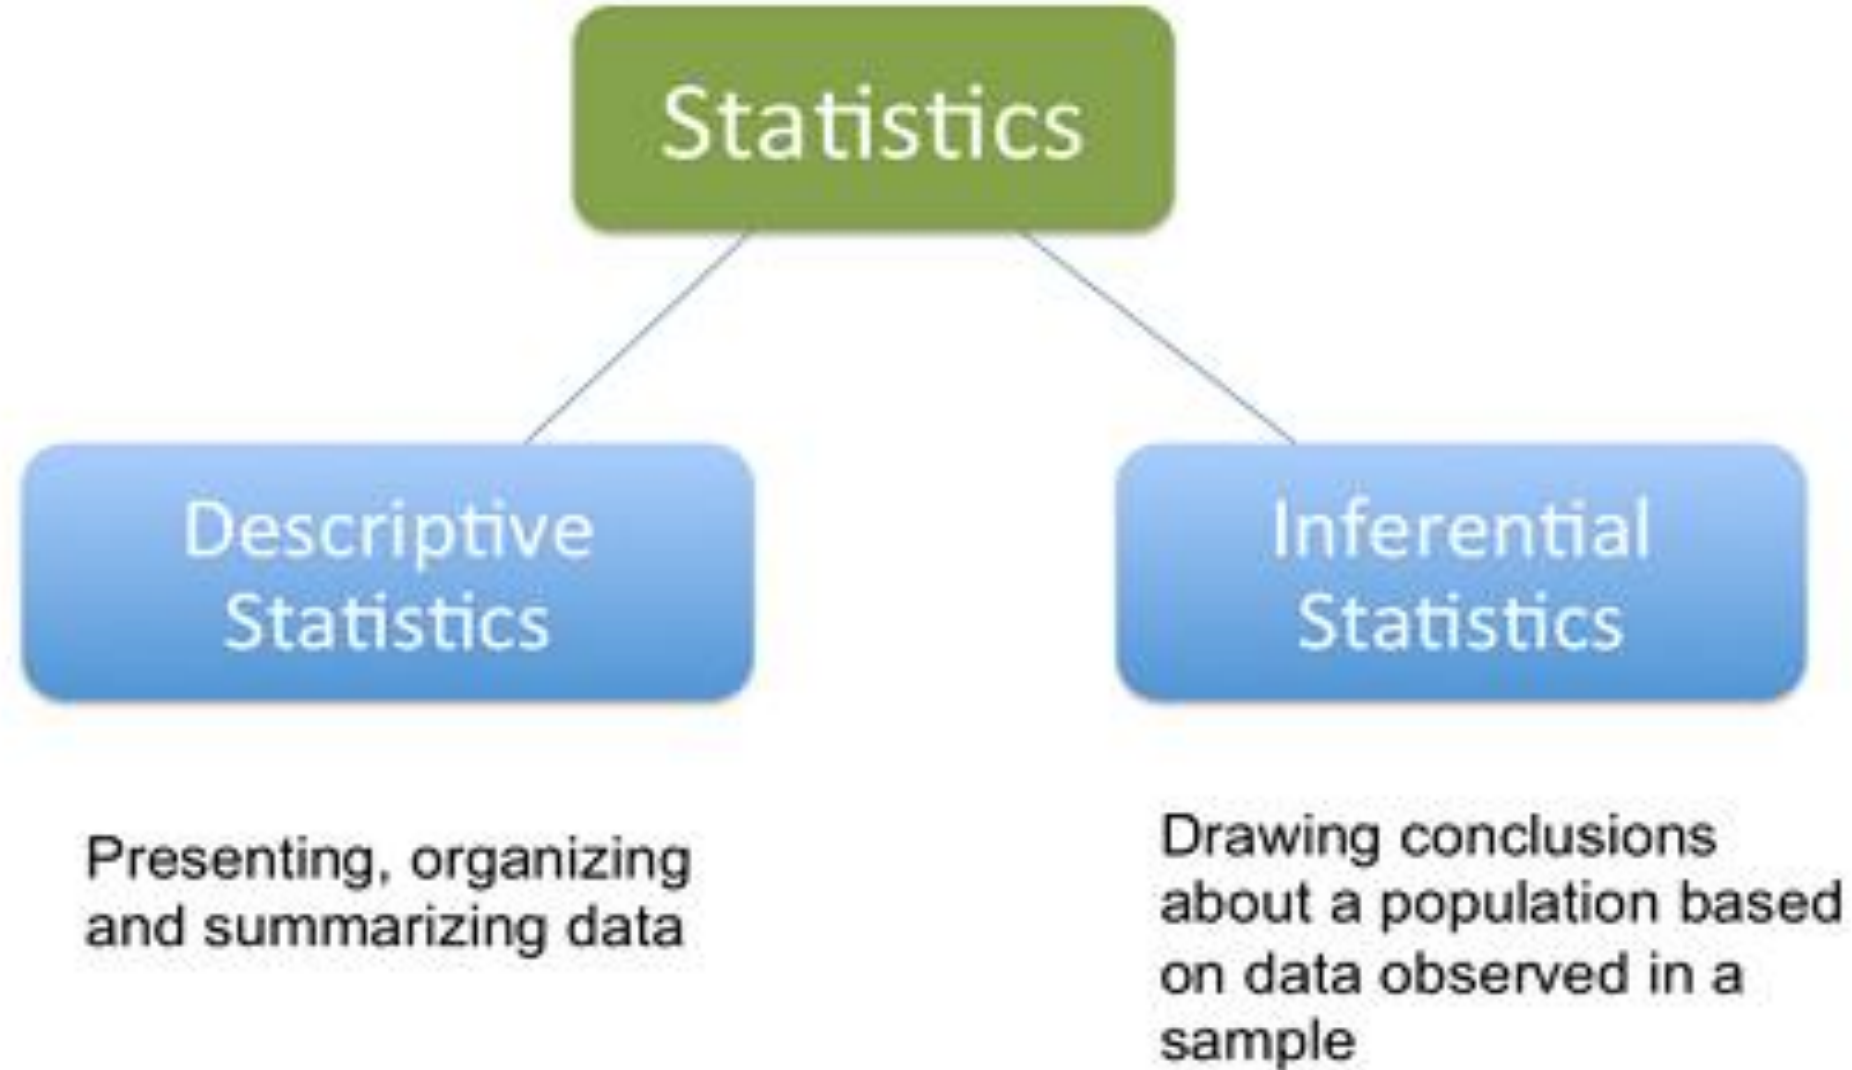 Statistics
Descriptive
Statistics
Inferential
Statistics
Presenting, organizing
and summarizing data
Drawing conclusions
about a population based
on data observed in a
sample